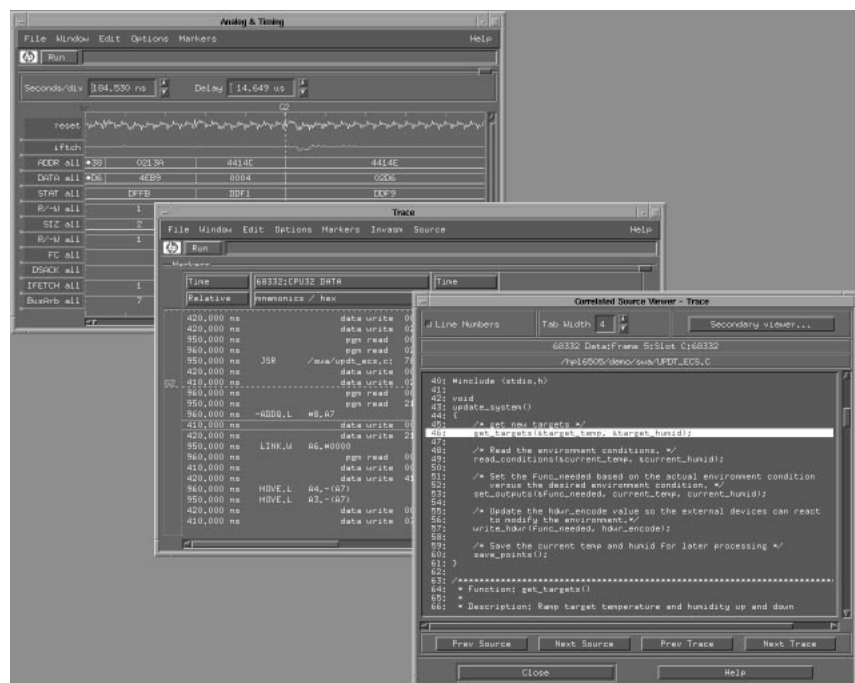 Analog & Timing
File Window Edit Options Markers Help
hp Run
Seconds/div 184.530 ns Delay 14.649 us
G2
reset
iftch
ADDR all 38 0213A 4414C 4414E
DATA all D6 4EB9 0004 02D6
STAT all DFFB DDF1 DDF9
R/-W all 1
SIZ all 2
R/-W all 1
FC all
DSACK all
IFETCH all 1
BusArb all 7
Trace
File Window Edit Options Markers Invasm Source Help
hp Run
Markers
Time 68332:CPU32 DATA Time
Relative mnemonics / hex
420.000 ns data write
420.000 ns data write
950.000 ns pgm read
960.000 ns pgm read
950.000 ns JSR /swa/updt_ecs.c:
420.000 ns data write
G2 410.000 ns data write
960.000 ns pgm read
950.000 ns pgm read
960.000 ns -ADDQ.L #8,A7
410.000 ns data write
420.000 ns data write
950.000 ns LINK.W A6,#0000
960.000 ns pgm read
410.000 ns data write
420.000 ns data write
960.000 ns MOVE.L A4,-(A7)
950.000 ns MOVE.L A3,-(A7)
420.000 ns data write
410.000 ns data write
Correlated Source Viewer - Trace
Line Numbers Tab Width 4 Secondary viewer...
68332 Data:Frame 5:Slot C:68332
/hp16505/demo/swa/UPDT_ECS.C
40: #include <stdio.h>
41:
42: void
43: update_system()
44: {
45: /* get new targets */
46: get_targets(&target_temp, &target_humid);
47:
48: /* Read the environment conditions. */
49: read_conditions(&current_temp, &current_humid);
50:
51: /* Set the func_needed based on the actual environment condition
52: versus the desired environment condition. */
53: set_outputs(&func_needed, current_temp, current_humid);
54:
55: /* Update the hdwr_encode value so the external devices can react
56: to modify the environment.*/
57: write_hdwr(func_needed, hdwr_encode);
58:
59: /* Save the current temp and humid for later processing */
60: save_points();
61: }
62:
63: /******************************************************************
64: * Function: get_targets()
65: *
66: * Description: Ramp target temperature and humidity up and down
Prev Source Next Source Prev Trace Next Trace
Close Help